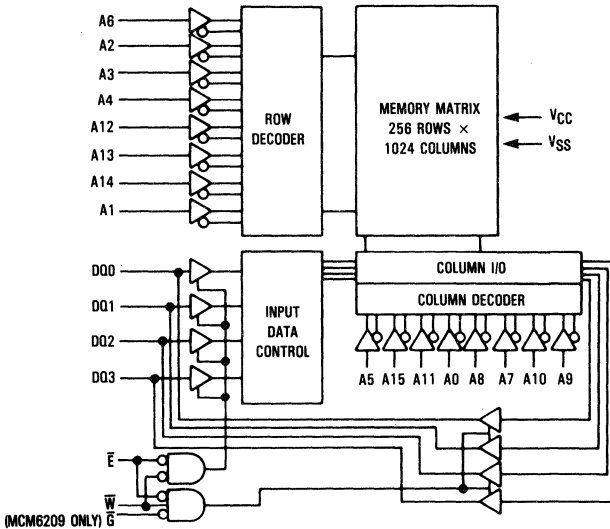 A6
A2
A3
A4
A12
A13
A14
A1
ROW
DECODER
MEMORY MATRIX
256 ROWS ×
1024 COLUMNS
VCC
VSS
DQ0
DQ1
DQ2
DQ3
INPUT
DATA
CONTROL
COLUMN I/O
COLUMN DECODER
A5 A15 A11 A0 A8 A7 A10 A9
E̅
W̅
(MCM6209 ONLY) G̅